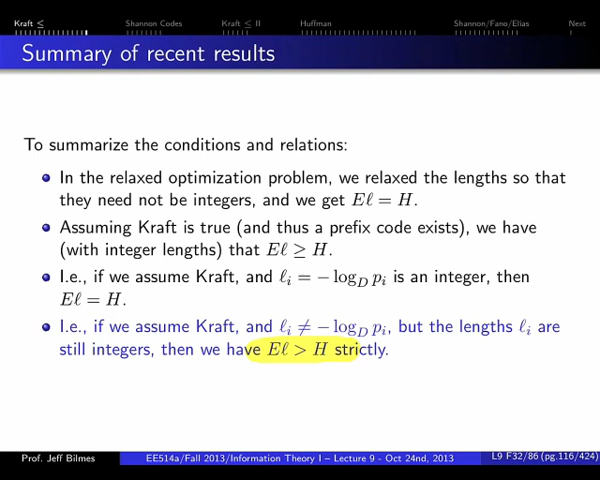 Kraft ≤ Shannon Codes Kraft ≤ II Huffman Shannon/Fano/Elias Next
Summary of recent results
To summarize the conditions and relations:
In the relaxed optimization problem, we relaxed the lengths so that
they need not be integers, and we get Eℓ = H.
Assuming Kraft is true (and thus a prefix code exists), we have
(with integer lengths) that Eℓ ≥ H.
I.e., if we assume Kraft, and ℓᵢ = − log_D pᵢ is an integer, then
Eℓ = H.
I.e., if we assume Kraft, and ℓᵢ ≠ − log_D pᵢ, but the lengths ℓᵢ are
still integers, then we have Eℓ > H strictly.
Prof. Jeff Bilmes EE514a/Fall 2013/Information Theory I – Lecture 9 - Oct 24nd, 2013 L9 F32/86 (pg.116/424)